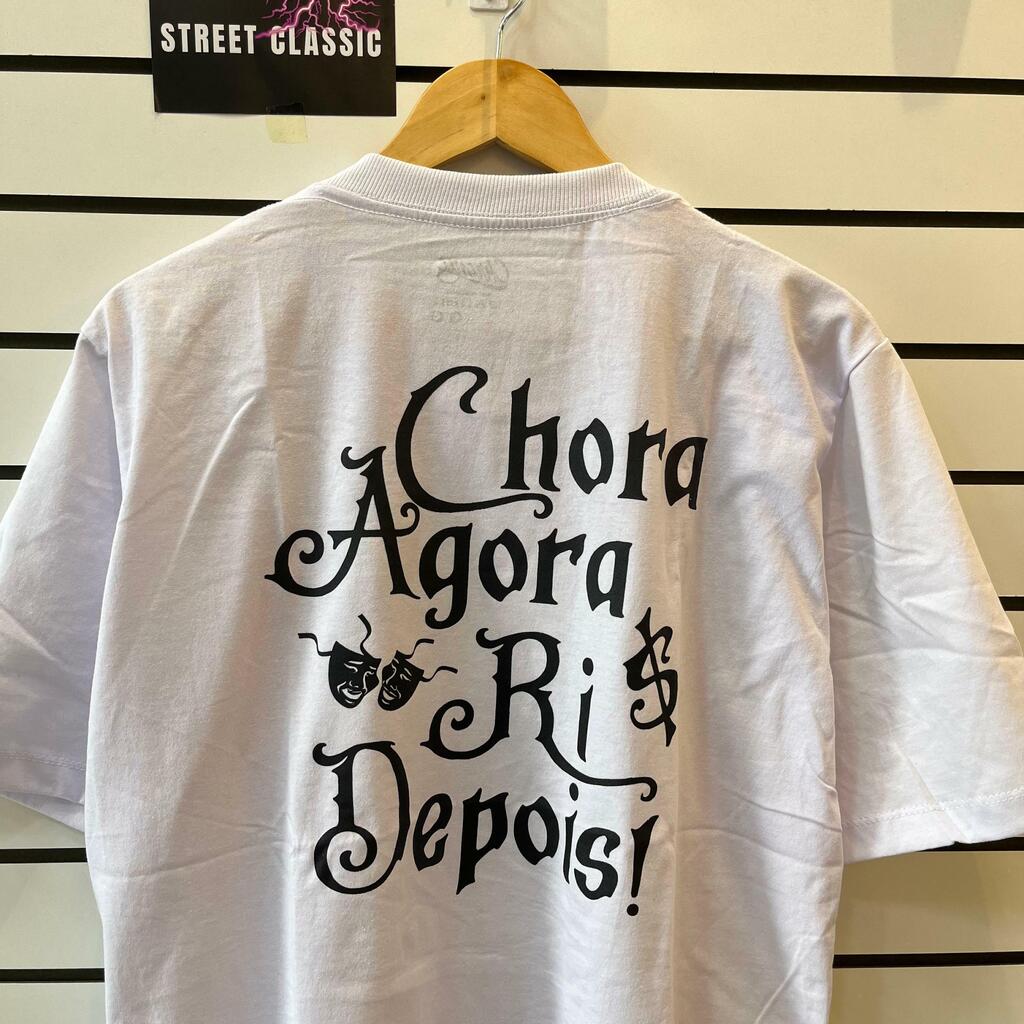 STREET CLASSIC
Chora
Agora
Ri $
Depois!